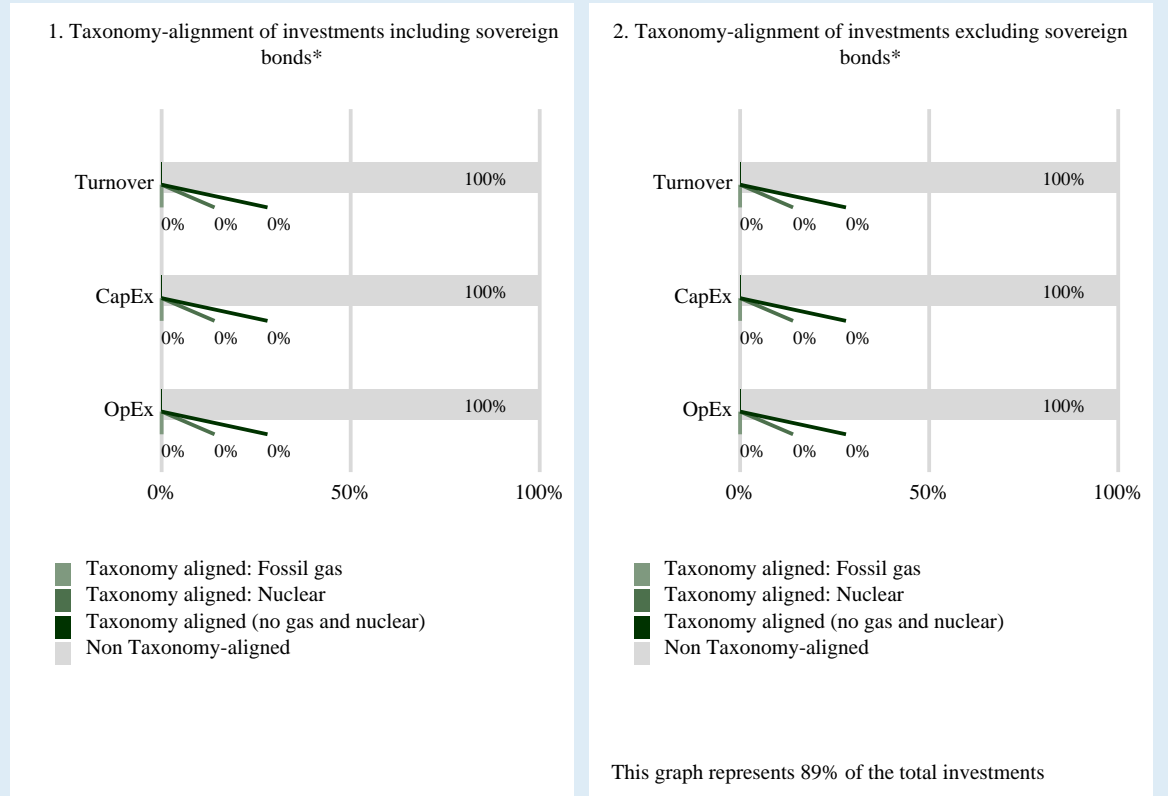 1. Taxonomy-alignment of investments including sovereign
bonds*
Turnover
100%
0% 0% 0%
CapEx
100%
0% 0% 0%
OpEx
100%
0% 0% 0%
0% 50% 100%
Taxonomy aligned: Fossil gas
Taxonomy aligned: Nuclear
Taxonomy aligned (no gas and nuclear)
Non Taxonomy-aligned
2. Taxonomy-alignment of investments excluding sovereign
bonds*
Turnover
100%
0% 0% 0%
CapEx
100%
0% 0% 0%
OpEx
100%
0% 0% 0%
0% 50% 100%
Taxonomy aligned: Fossil gas
Taxonomy aligned: Nuclear
Taxonomy aligned (no gas and nuclear)
Non Taxonomy-aligned
This graph represents 89% of the total investments